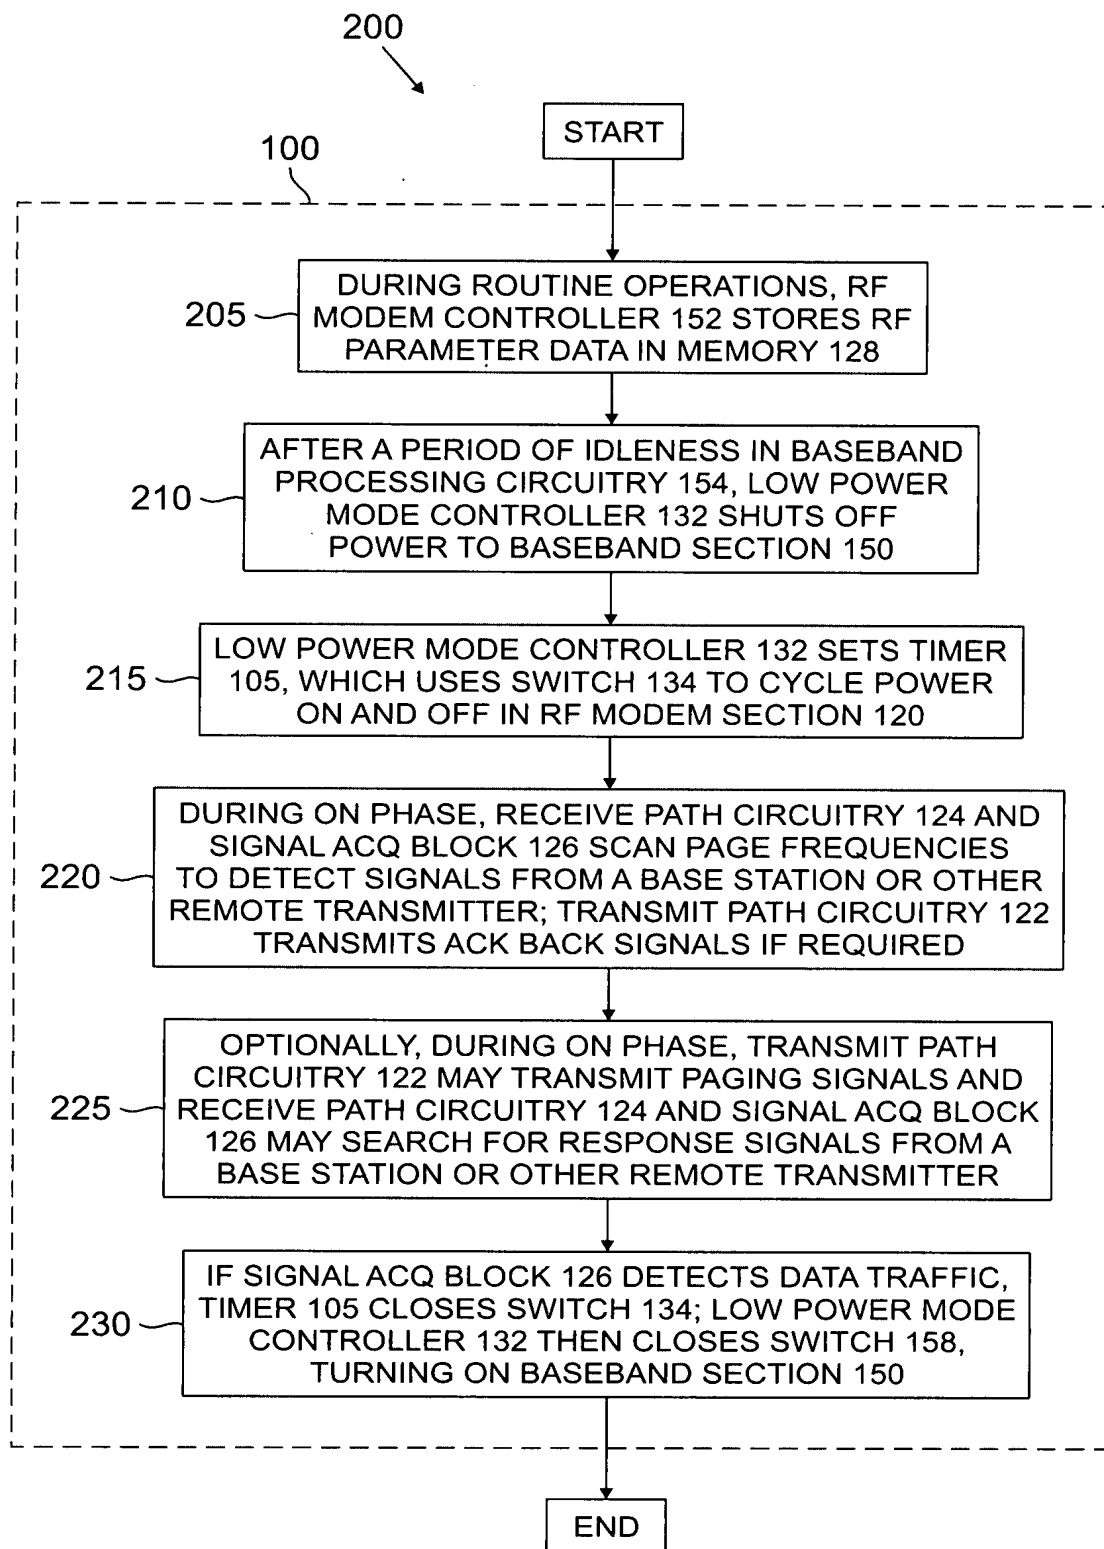 200
START
100
205
DURING ROUTINE OPERATIONS, RF
MODEM CONTROLLER 152 STORES RF
PARAMETER DATA IN MEMORY 128
210
AFTER A PERIOD OF IDLENESS IN BASEBAND
PROCESSING CIRCUITRY 154, LOW POWER
MODE CONTROLLER 132 SHUTS OFF
POWER TO BASEBAND SECTION 150
215
LOW POWER MODE CONTROLLER 132 SETS TIMER
105, WHICH USES SWITCH 134 TO CYCLE POWER
ON AND OFF IN RF MODEM SECTION 120
220
DURING ON PHASE, RECEIVE PATH CIRCUITRY 124 AND
SIGNAL ACQ BLOCK 126 SCAN PAGE FREQUENCIES
TO DETECT SIGNALS FROM A BASE STATION OR OTHER
REMOTE TRANSMITTER; TRANSMIT PATH CIRCUITRY 122
TRANSMITS ACK BACK SIGNALS IF REQUIRED
225
OPTIONALLY, DURING ON PHASE, TRANSMIT PATH
CIRCUITRY 122 MAY TRANSMIT PAGING SIGNALS AND
RECEIVE PATH CIRCUITRY 124 AND SIGNAL ACQ BLOCK
126 MAY SEARCH FOR RESPONSE SIGNALS FROM A
BASE STATION OR OTHER REMOTE TRANSMITTER
230
IF SIGNAL ACQ BLOCK 126 DETECTS DATA TRAFFIC,
TIMER 105 CLOSES SWITCH 134; LOW POWER MODE
CONTROLLER 132 THEN CLOSES SWITCH 158,
TURNING ON BASEBAND SECTION 150
END